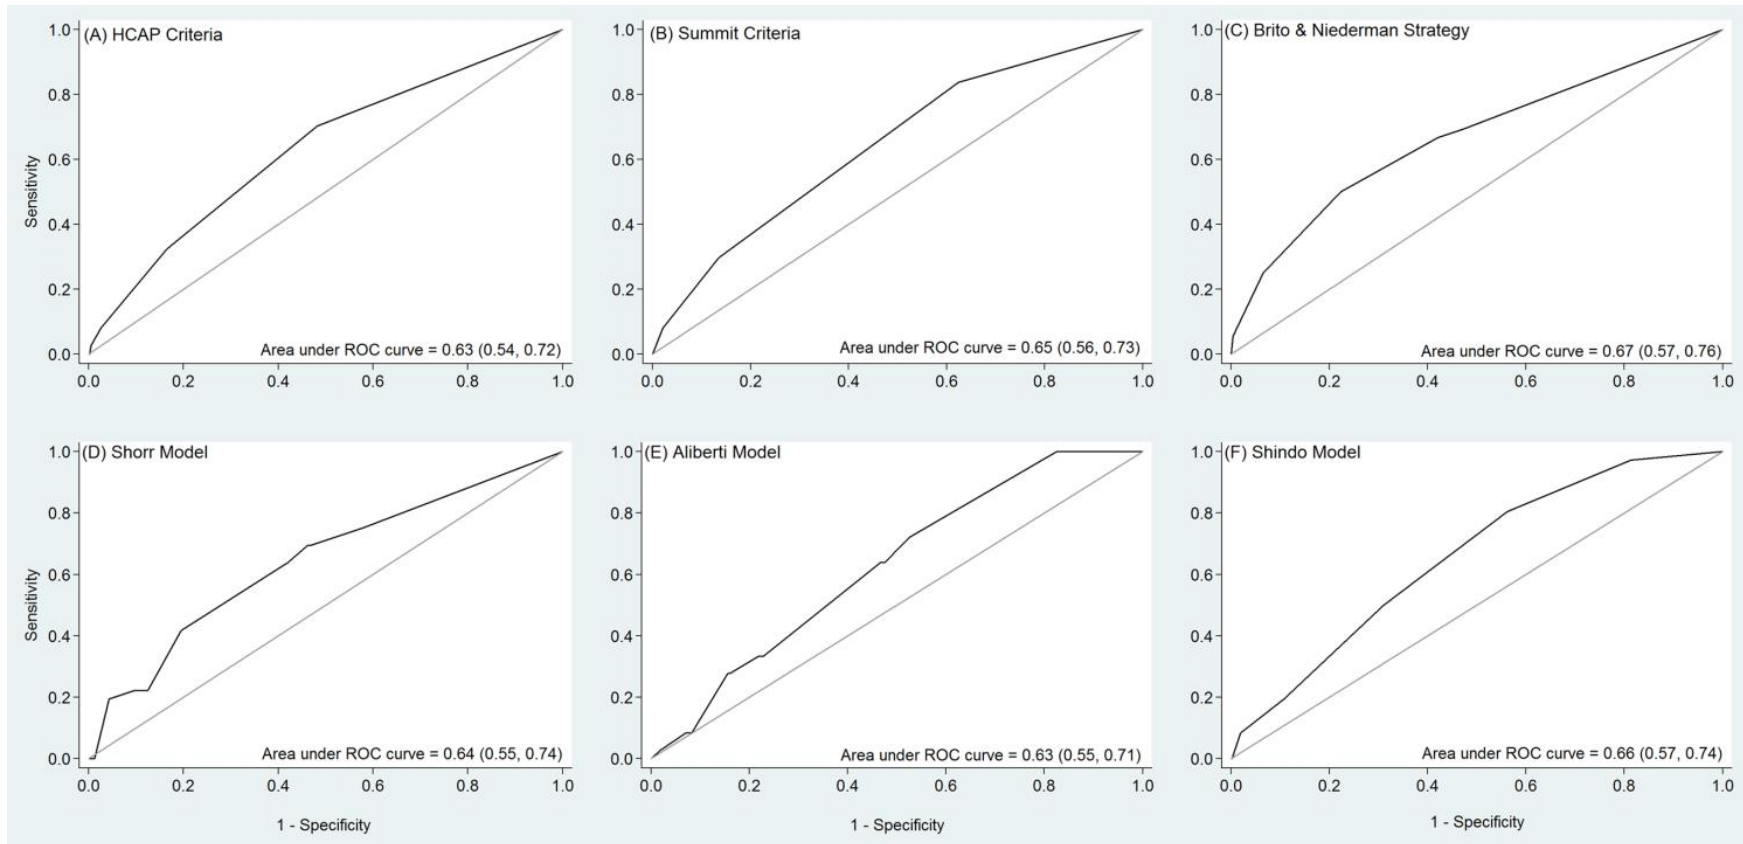 (A) HCAP Criteria
1.0
0.8
0.6
0.4
0.2
0.0
Sensitivity
Area under ROC curve = 0.63 (0.54, 0.72)
0.0 0.2 0.4 0.6 0.8 1.0
(B) Summit Criteria
1.0
0.8
0.6
0.4
0.2
0.0
Area under ROC curve = 0.65 (0.56, 0.73)
0.0 0.2 0.4 0.6 0.8 1.0
(C) Brito & Niederman Strategy
1.0
0.8
0.6
0.4
0.2
0.0
Area under ROC curve = 0.67 (0.57, 0.76)
0.0 0.2 0.4 0.6 0.8 1.0
(D) Shorr Model
1.0
0.8
0.6
0.4
0.2
0.0
Sensitivity
Area under ROC curve = 0.64 (0.55, 0.74)
0.0 0.2 0.4 0.6 0.8 1.0
1 - Specificity
(E) Aliberti Model
1.0
0.8
0.6
0.4
0.2
0.0
Area under ROC curve = 0.63 (0.55, 0.71)
0.0 0.2 0.4 0.6 0.8 1.0
1 - Specificity
(F) Shindo Model
1.0
0.8
0.6
0.4
0.2
0.0
Area under ROC curve = 0.66 (0.57, 0.74)
0.0 0.2 0.4 0.6 0.8 1.0
1 - Specificity